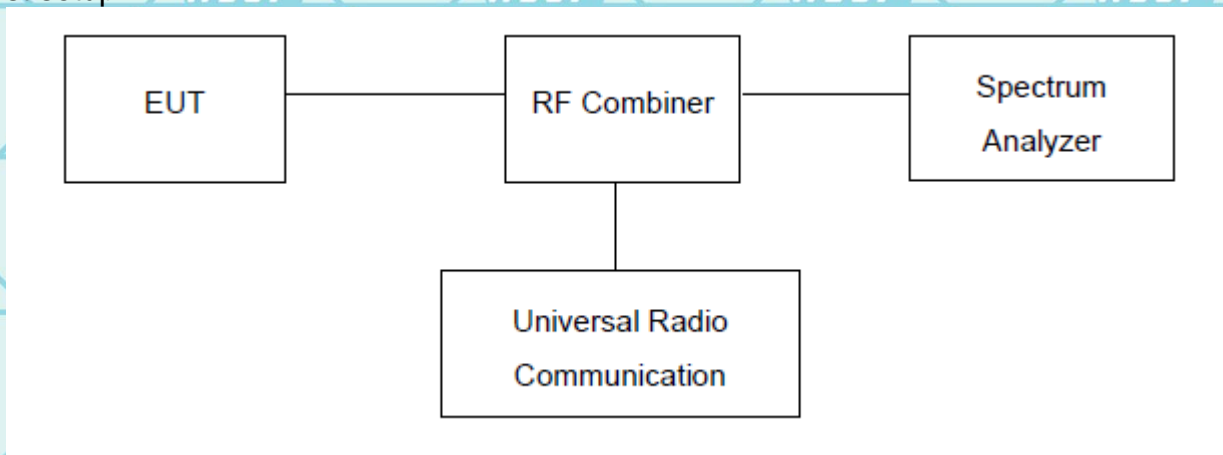 EUT
RF Combiner
Spectrum
Analyzer
Universal Radio
Communication